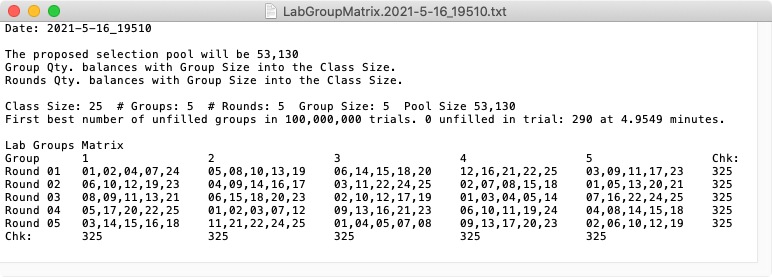 LabGroupMatrix.2021-5-16_19510.txt
Date: 2021-5-16_19510
The proposed selection pool will be 53,130
Group Qty. balances with Group Size into the Class Size.
Rounds Qty. balances with Group Size into the Class Size.
Class Size: 25  # Groups: 5  # Rounds: 5  Group Size: 5  Pool Size 53,130
First best number of unfilled groups in 100,000,000 trials. 0 unfilled in trial: 290 at 4.9549 minutes.
Lab Groups Matrix
Group 1 2 3 4 5 Chk:
Round 01 01,02,04,07,24 05,08,10,13,19 06,14,15,18,20 12,16,21,22,25 03,09,11,17,23 325
Round 02 06,10,12,19,23 04,09,14,16,17 03,11,22,24,25 02,07,08,15,18 01,05,13,20,21 325
Round 03 08,09,11,13,21 06,15,18,20,23 02,10,12,17,19 01,03,04,05,14 07,16,22,24,25 325
Round 04 05,17,20,22,25 01,02,03,07,12 09,13,16,21,23 06,10,11,19,24 04,08,14,15,18 325
Round 05 03,14,15,16,18 11,21,22,24,25 01,04,05,07,08 09,13,17,20,23 02,06,10,12,19 325
Chk: 325 325 325 325 325